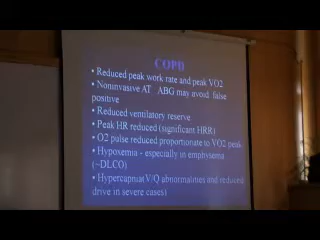 COPD
• Reduced peak work rate and peak VO2
• Noninvasive AT ABG may avoid false
positive
• Reduced ventilatory reserve
• Peak HR reduced (significant HRR)
• O2 pulse reduced proportionate to VO2 peak
• Hypoxemia - especially in emphysema
(~DLCO)
• Hypercapnia(V/Q abnormalities and reduced
drive in severe cases)